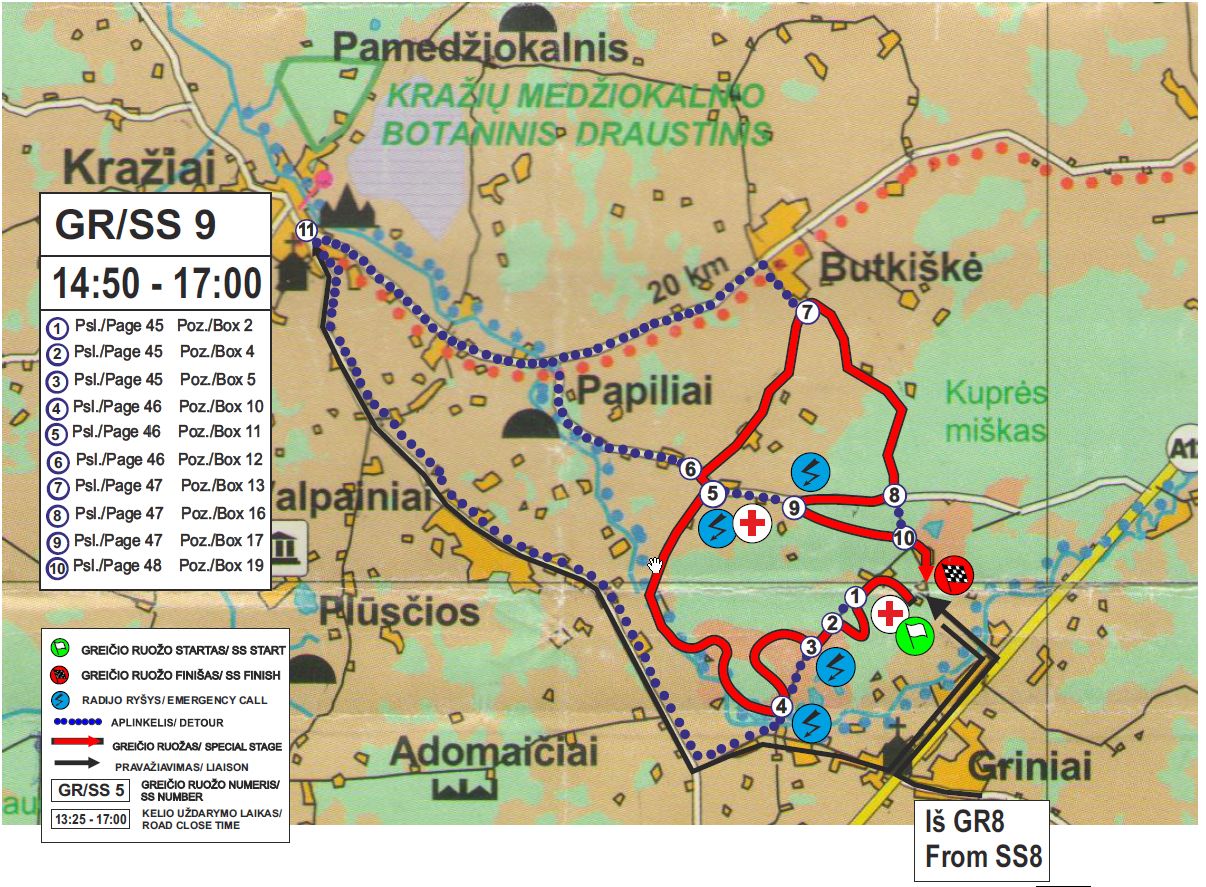 Pamedžiokalnis
KRAŽIŲ MEDŽIOKALNIO
BOTANINIS DRAUSTINIS
Kražiai
GR/SS 9
14:50 - 17:00
1 Psl./Page 45 Poz./Box 2
2 Psl./Page 45 Poz./Box 4
3 Psl./Page 45 Poz./Box 5
4 Psl./Page 46 Poz./Box 10
5 Psl./Page 46 Poz./Box 11
6 Psl./Page 46 Poz./Box 12
7 Psl./Page 47 Poz./Box 13
8 Psl./Page 47 Poz./Box 16
9 Psl./Page 47 Poz./Box 17
10 Psl./Page 48 Poz./Box 19
11
20 km
Butkiškė
7
Papiliai
Kuprės
miškas
A12
6
5
9
8
10
alpainiai
Plūsčios
1
2
3
4
Adomaičiai
Griniai
au
GREIČIO RUOŽO STARTAS/ SS START
GREIČIO RUOŽO FINIŠAS/ SS FINISH
RADIJO RYŠYS/ EMERGENCY CALL
APLINKELIS/ DETOUR
GREIČIO RUOŽAS/ SPECIAL STAGE
PRAVAŽIAVIMAS/ LIAISON
GR/SS 5 GREIČIO RUOŽO NUMERIS/
SS NUMBER
13:25 - 17:00 KELIO UŽDARYMO LAIKAS/
ROAD CLOSE TIME
Iš GR8
From SS8